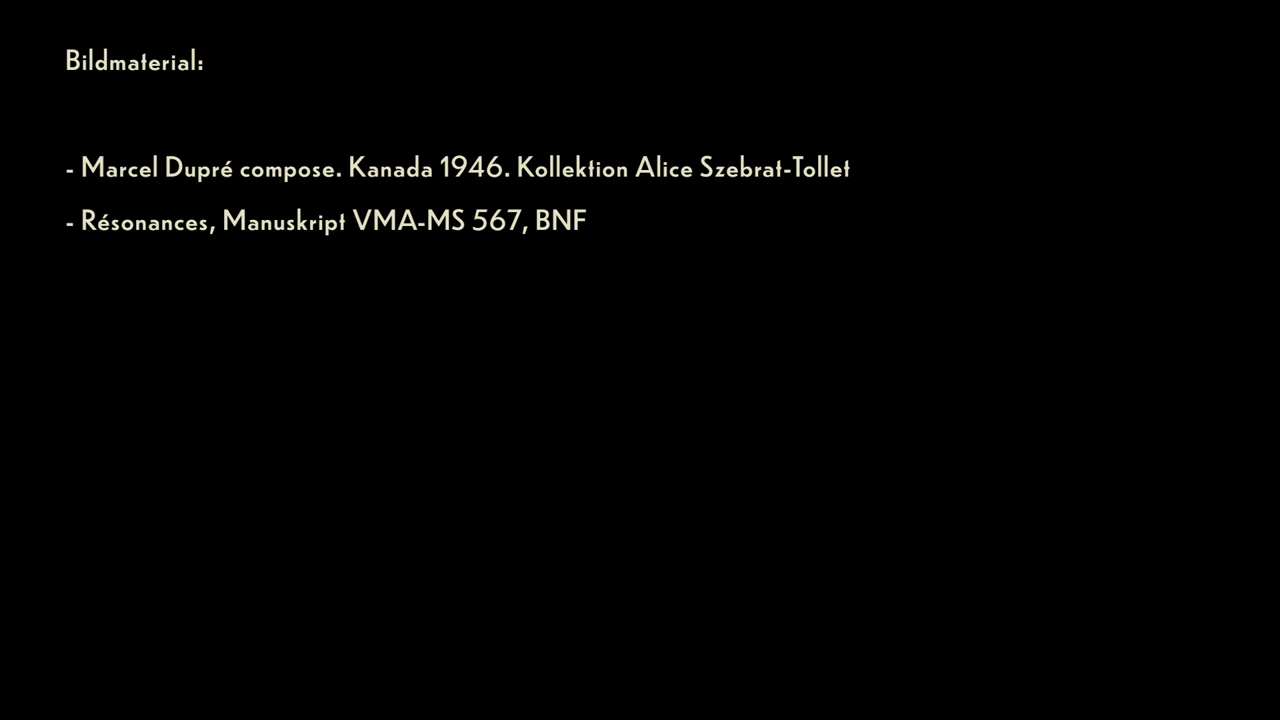 Bildmaterial:
- Marcel Dupré compose. Kanada 1946. Kollektion Alice Szebrat-Tollet
- Résonances, Manuskript VMA-MS 567, BNF